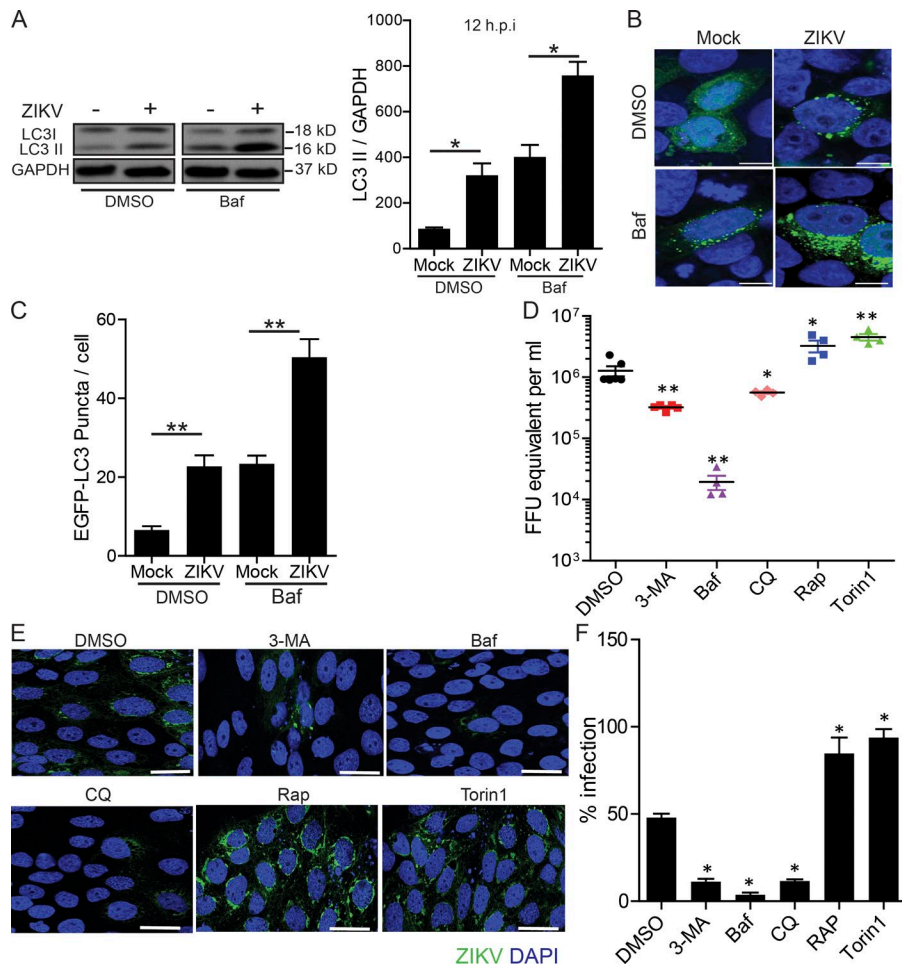 A
ZIKV - + - +
LC3I
LC3 II
GAPDH
-18 kD
-16 kD
-37 kD
DMSO Baf
12 h.p.i
LC3 II / GAPDH
1000
800
600
400
200
0
*
*
Mock ZIKV Mock ZIKV
DMSO Baf
B
Mock ZIKV
DMSO
Baf
C
EGFP-LC3 Puncta / cell
60
40
20
0
**
**
Mock ZIKV Mock ZIKV
DMSO Baf
D
FFU equivalent per ml
10⁷
10⁶
10⁵
10⁴
10³
** ** * * **
DMSO 3-MA Baf CQ Rap Torin1
E
DMSO 3-MA Baf
CQ Rap Torin1
ZIKV DAPI
F
% infection
150
100
50
0
* * * * *
DMSO 3-MA Baf CQ RAP Torin1